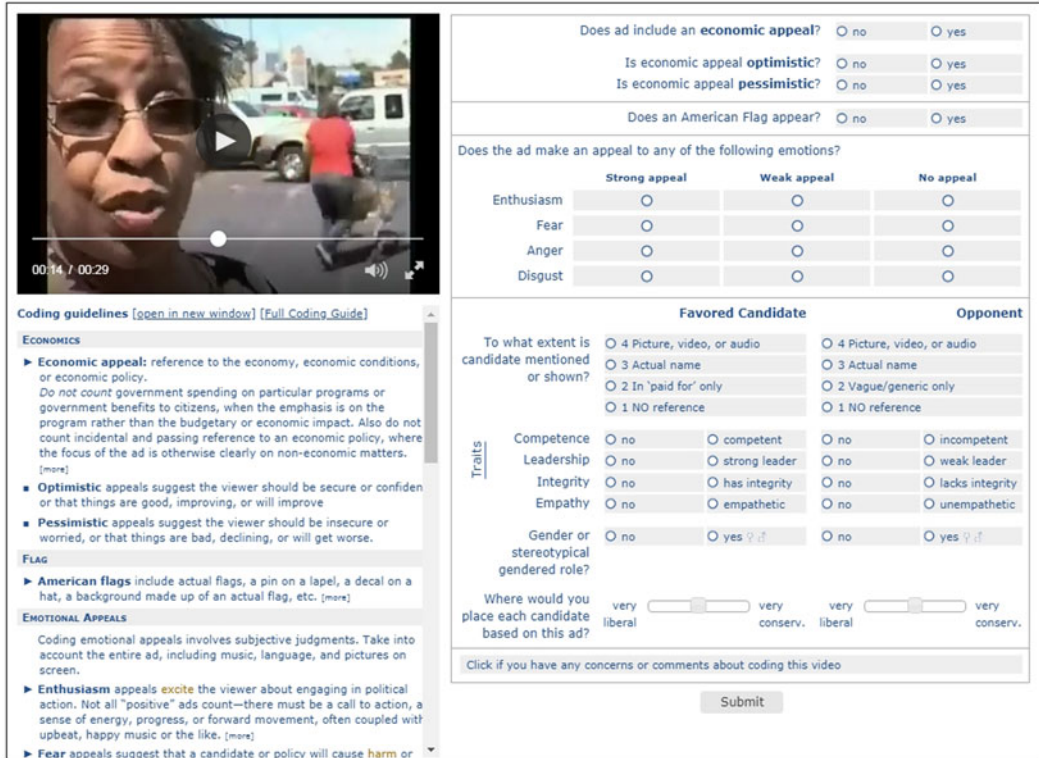 00:14 / 00:29
Coding guidelines [open in new window] [Full Coding Guide]
ECONOMICS
► Economic appeal: reference to the economy, economic conditions,
or economic policy.
Do not count government spending on particular programs or
government benefits to citizens, when the emphasis is on the
program rather than the budgetary or economic impact. Also do not
count incidental and passing reference to an economic policy, where
the focus of the ad is otherwise clearly on non-economic matters.
[more]
■ Optimistic appeals suggest the viewer should be secure or confiden
or that things are good, improving, or will improve
■ Pessimistic appeals suggest the viewer should be insecure or
worried, or that things are bad, declining, or will get worse.
FLAG
► American flags include actual flags, a pin on a lapel, a decal on a
hat, a background made up of an actual flag, etc. [more]
EMOTIONAL APPEALS
Coding emotional appeals involves subjective judgments. Take into
account the entire ad, including music, language, and pictures on
screen.
► Enthusiasm appeals excite the viewer about engaging in political
action. Not all "positive" ads count—there must be a call to action, a
sense of energy, progress, or forward movement, often coupled with
upbeat, happy music or the like. [more]
► Fear appeals suggest that a candidate or policy will cause harm or
Does ad include an economic appeal? no yes
Is economic appeal optimistic? no yes
Is economic appeal pessimistic? no yes
Does an American Flag appear? no yes
Does the ad make an appeal to any of the following emotions?
Strong appeal Weak appeal No appeal
Enthusiasm
Fear
Anger
Disgust
Favored Candidate Opponent
To what extent is
candidate mentioned
or shown?
4 Picture, video, or audio 4 Picture, video, or audio
3 Actual name 3 Actual name
2 In 'paid for' only 2 Vague/generic only
1 NO reference 1 NO reference
Traits
Competence no competent no incompetent
Leadership no strong leader no weak leader
Integrity no has integrity no lacks integrity
Empathy no empathetic no unempathetic
Gender or
stereotypical
gendered role?
no yes ♀ ♂ no yes ♀ ♂
Where would you
place each candidate
based on this ad?
very liberal very conserv. very liberal very conserv.
Click if you have any concerns or comments about coding this video
Submit